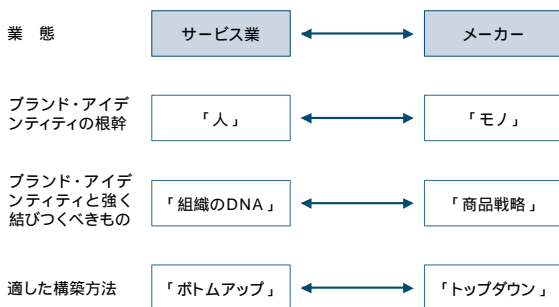 業　態
サービス業
メーカー
ブランド・アイデ
ンティティの根幹
「人」
「モノ」
ブランド・アイデ
ンティティと強く
結びつくべきもの
「組織のDNA」
「商品戦略」
適した構築方法
「ボトムアップ」
「トップダウン」